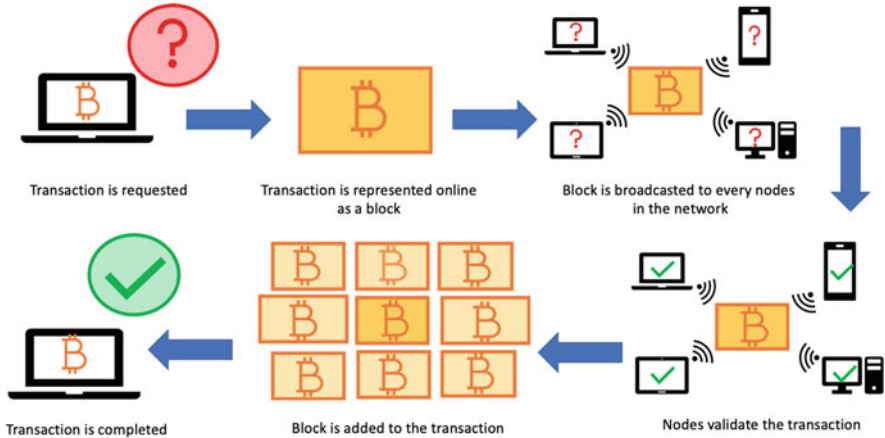 Transaction is requested
Transaction is represented online
as a block
Block is broadcasted to every nodes
in the network
Nodes validate the transaction
Block is added to the transaction
Transaction is completed